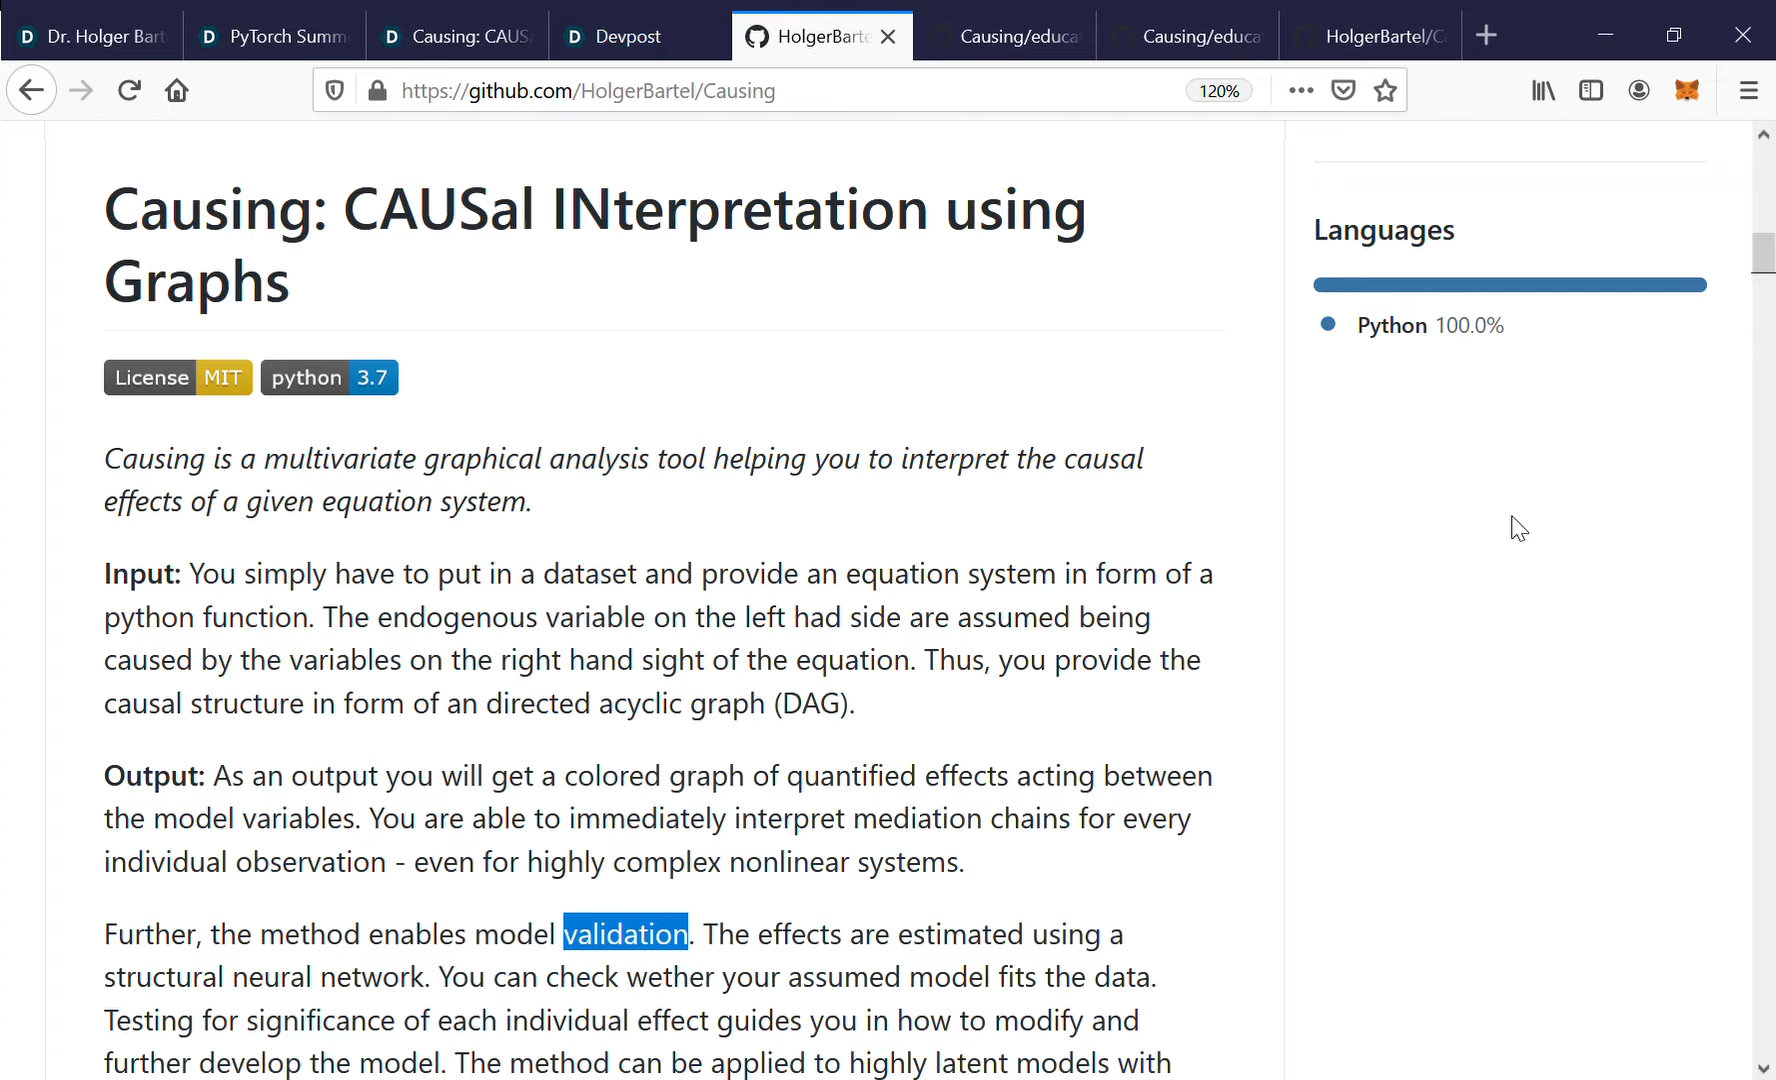 Dr. Holger Bart
PyTorch Summ
Causing: CAUS
Devpost
HolgerBarte
Causing/educa
Causing/educa
HolgerBartel/C
https://github.com/HolgerBartel/Causing
120%
Causing: CAUSal INterpretation using
Graphs
License MIT python 3.7
Causing is a multivariate graphical analysis tool helping you to interpret the causal
effects of a given equation system.
Input: You simply have to put in a dataset and provide an equation system in form of a
python function. The endogenous variable on the left had side are assumed being
caused by the variables on the right hand sight of the equation. Thus, you provide the
causal structure in form of an directed acyclic graph (DAG).
Output: As an output you will get a colored graph of quantified effects acting between
the model variables. You are able to immediately interpret mediation chains for every
individual observation - even for highly complex nonlinear systems.
Further, the method enables model validation. The effects are estimated using a
structural neural network. You can check wether your assumed model fits the data.
Testing for significance of each individual effect guides you in how to modify and
further develop the model. The method can be applied to highly latent models with
Languages
Python 100.0%